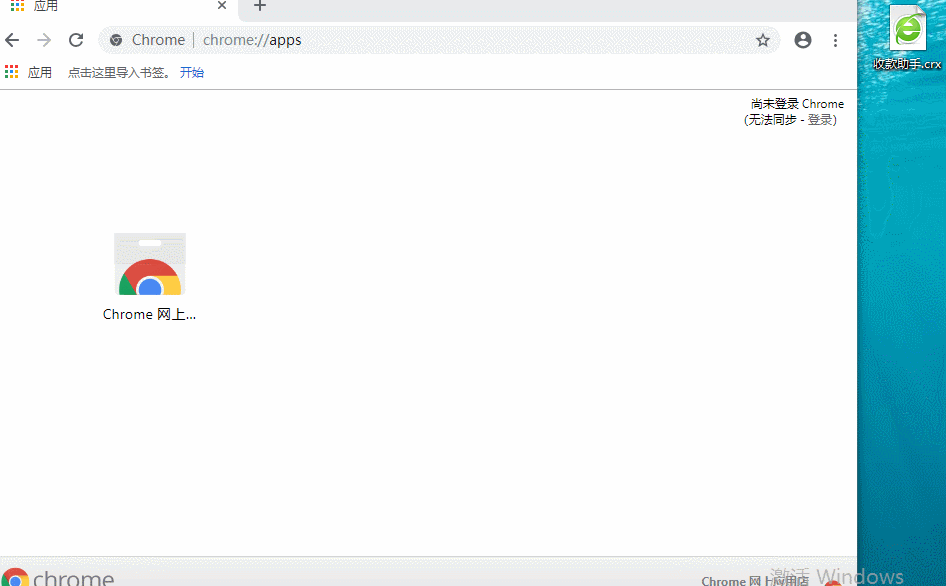 应用
Chrome | chrome://apps
应用 点击这里导入书签。 开始
收款助手.crx
尚未登录 Chrome
(无法同步 - 登录)
Chrome 网上...
chrome
Chrome 网上应用店
激活 Windows